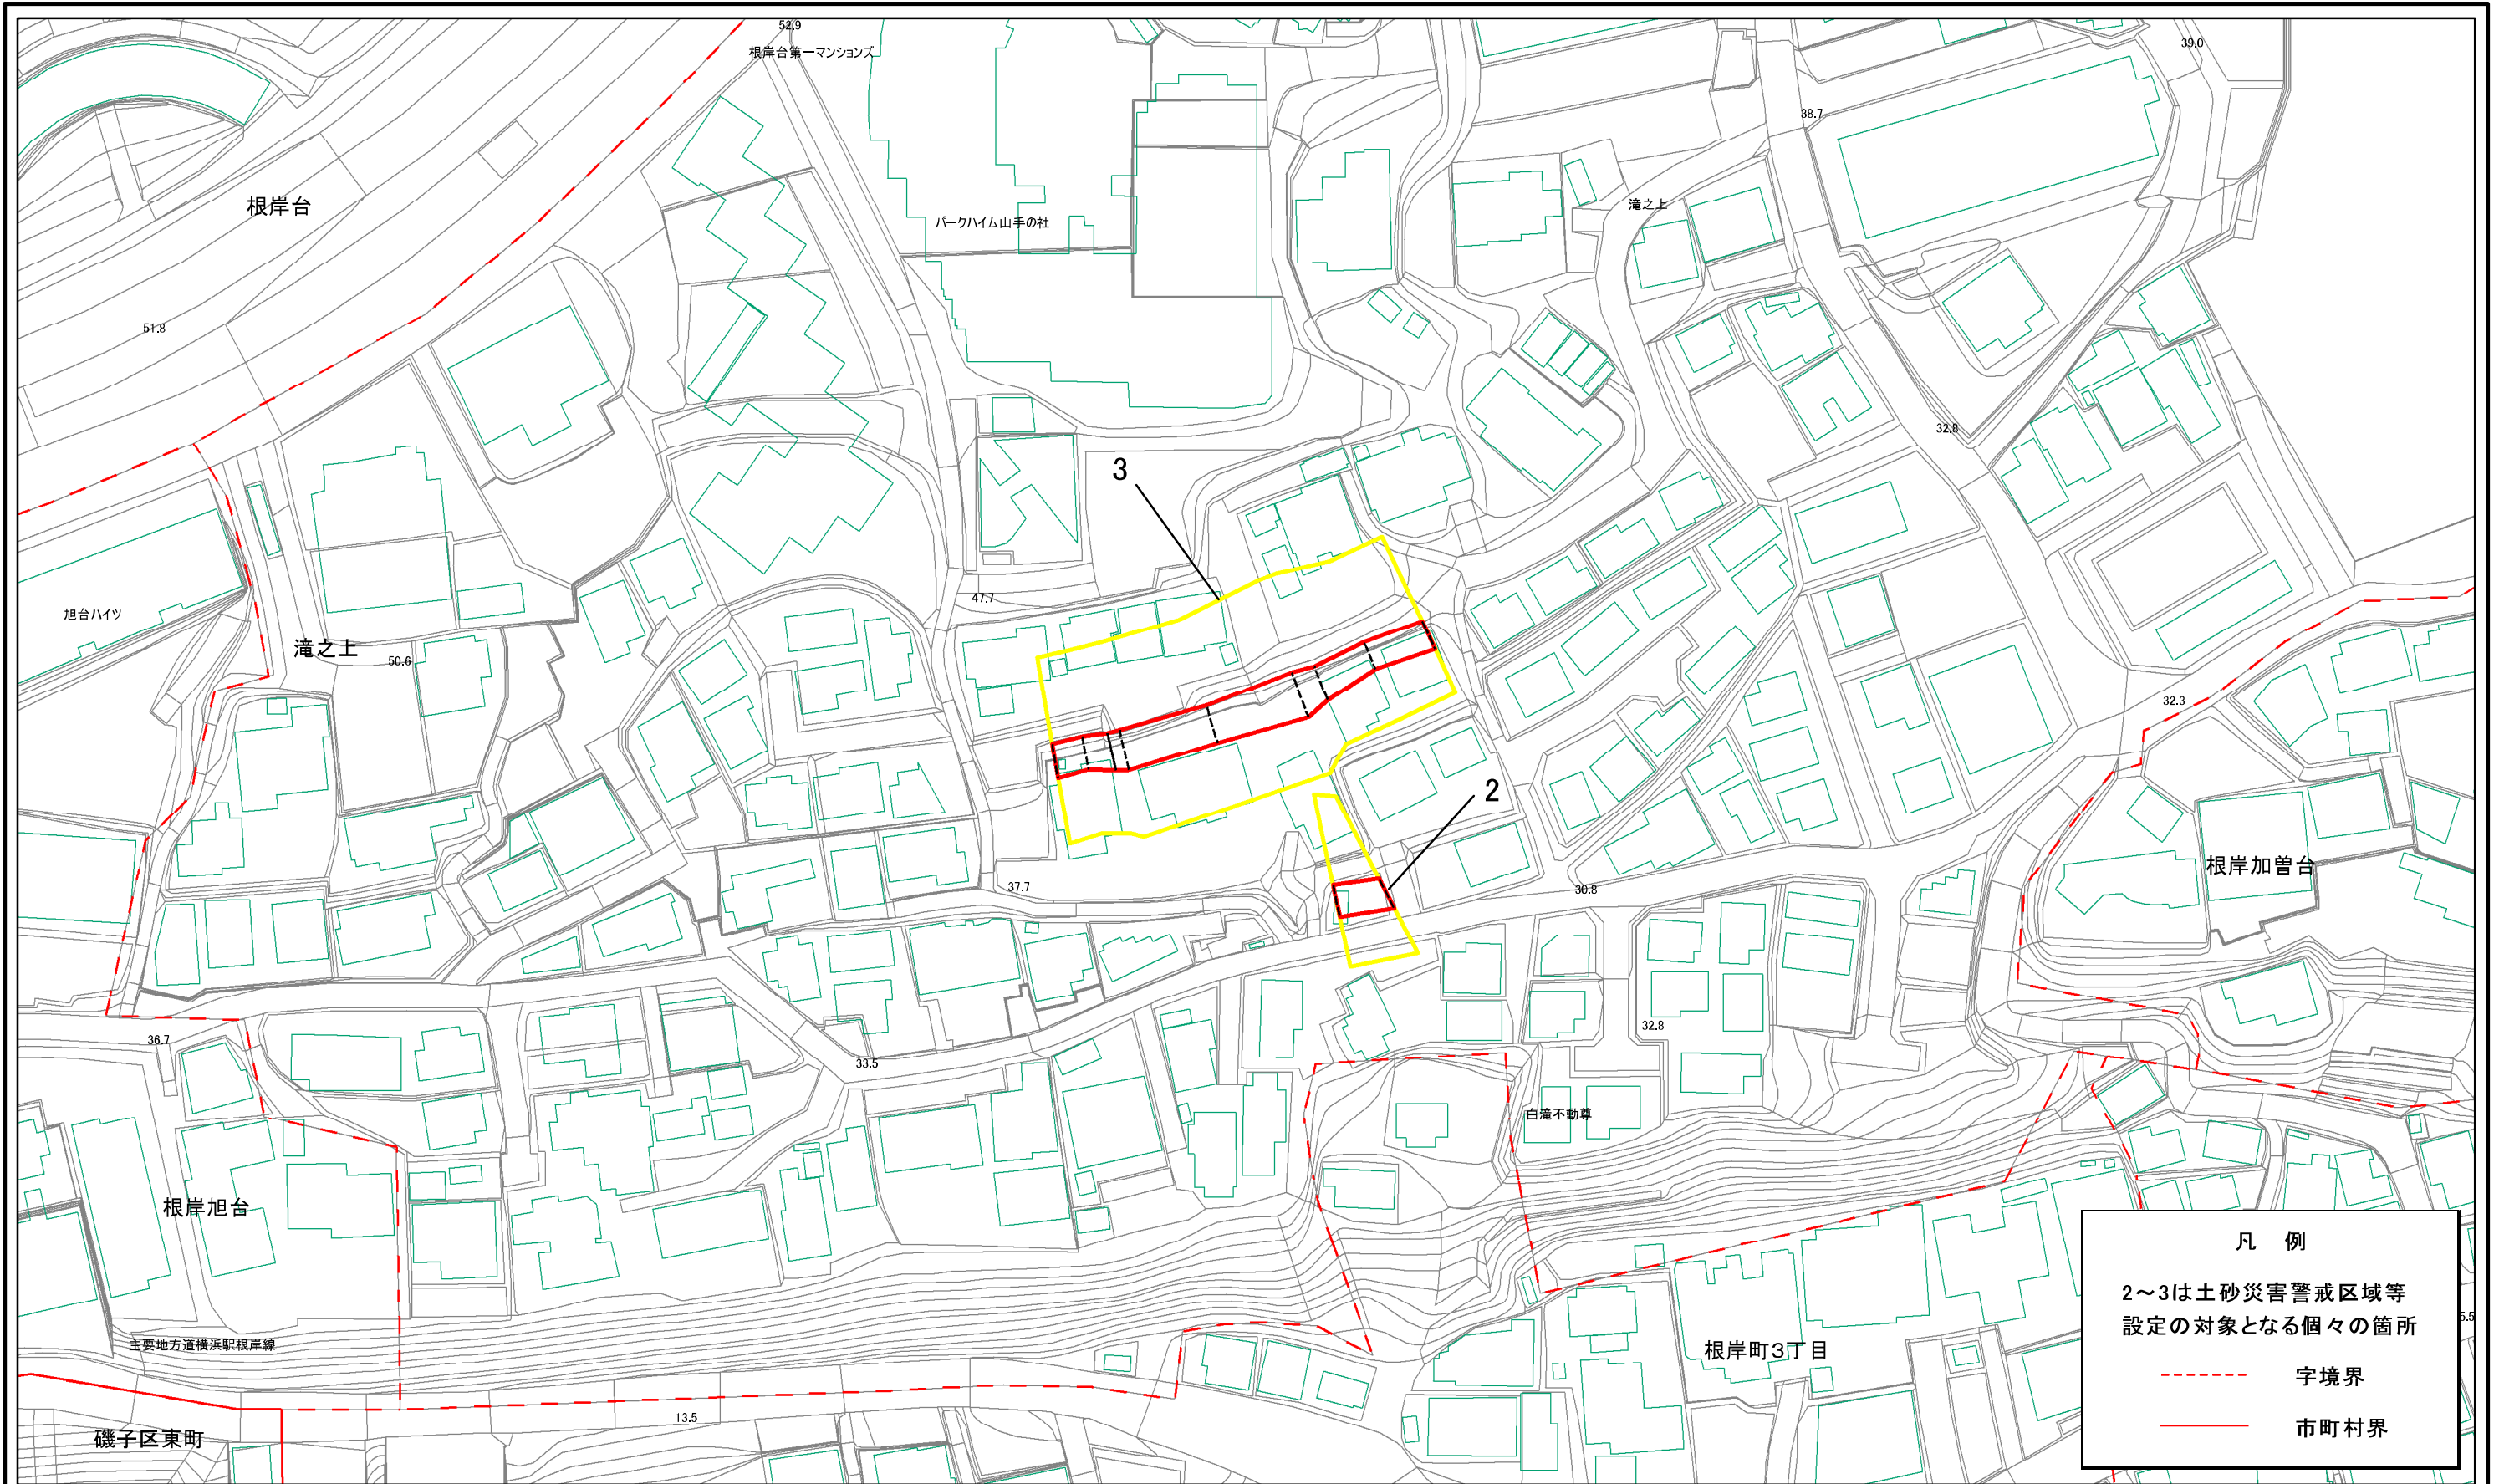 52.9
根岸台第一マンションズ
39.0
38.7
根岸台
滝之上
パークハイム山手の社
51.8
32.8
3
47.7
旭台ハイツ
滝之上
50.6
32.3
2
根岸加曽台
37.7
30.8
32.8
36.7
33.5
白滝不動尊
根岸旭台
凡 例
2～3は土砂災害警戒区域等
設定の対象となる個々の箇所
字境界
市町村界
5.5
主要地方道横浜駅根岸線
根岸町3丁目
13.5
磯子区東町